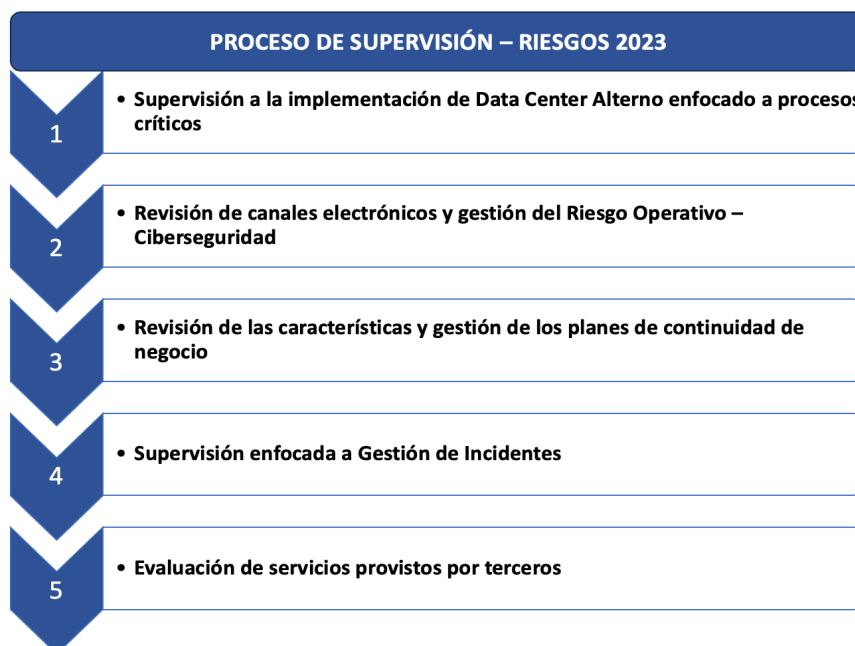 PROCESO DE SUPERVISIÓN – RIESGOS 2023
1
• Supervisión a la implementación de Data Center Alterno enfocado a procesos
críticos
2
• Revisión de canales electrónicos y gestión del Riesgo Operativo –
Ciberseguridad
3
• Revisión de las características y gestión de los planes de continuidad de
negocio
4
• Supervisión enfocada a Gestión de Incidentes
5
• Evaluación de servicios provistos por terceros